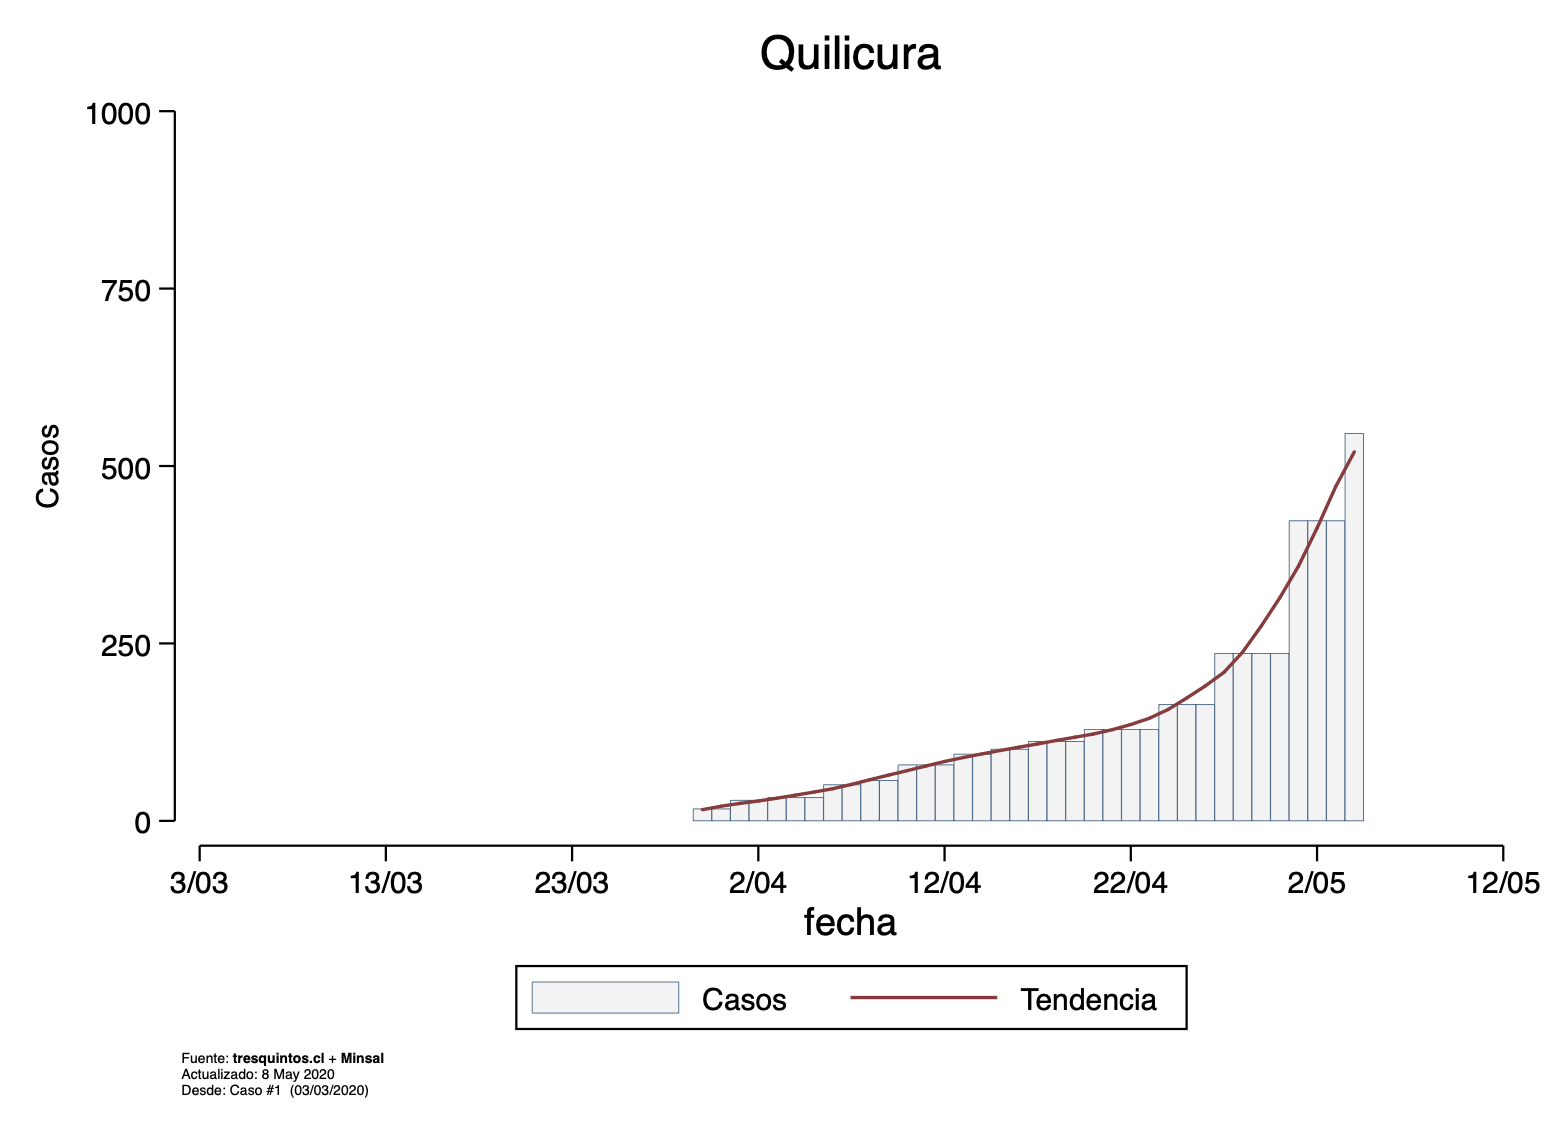 Quilicura
1000
750
500
250
0
Casos
3/03 13/03 23/03 2/04 12/04 22/04 2/05 12/05
fecha
Casos Tendencia
Fuente: tresquintos.cl + Minsal
Actualizado: 8 May 2020
Desde: Caso #1 (03/03/2020)